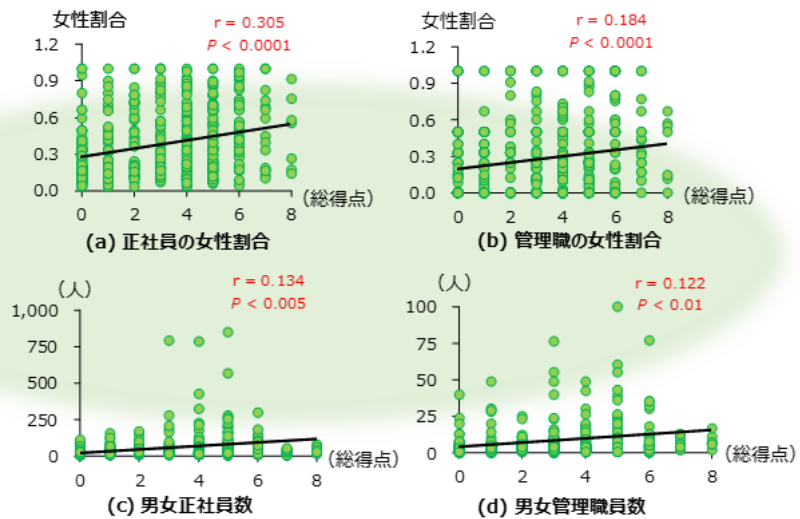 女性割合
r = 0.305
P < 0.0001
1.2
0.9
0.6
0.3
0.0
0 2 4 6 8 (総得点)
(a) 正社員の女性割合
女性割合
r = 0.184
P < 0.0001
1.2
0.9
0.6
0.3
0.0
0 2 4 6 8 (総得点)
(b) 管理職の女性割合
(人)
r = 0.134
P < 0.005
1,000
750
500
250
0
0 2 4 6 8 (総得点)
(c) 男女正社員数
(人)
r = 0.122
P < 0.01
100
75
50
25
0
0 2 4 6 8 (総得点)
(d) 男女管理職員数